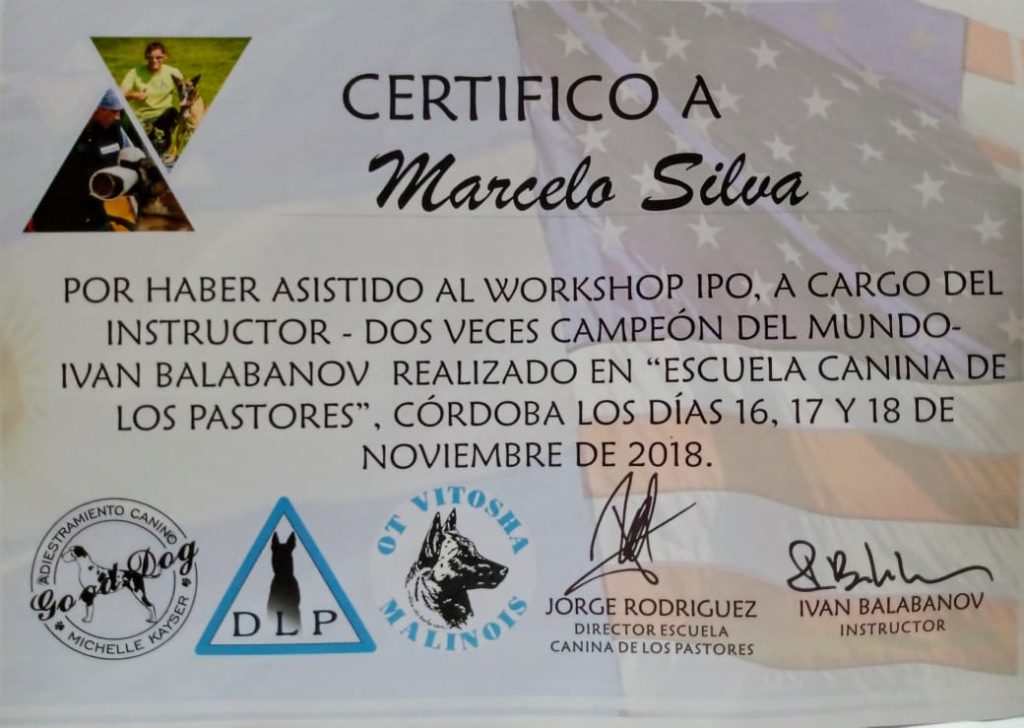 CERTIFICO A
Marcelo Silva
POR HABER ASISTIDO AL WORKSHOP IPO, A CARGO DEL
INSTRUCTOR - DOS VECES CAMPEÓN DEL MUNDO-
IVAN BALABANOV REALIZADO EN “ESCUELA CANINA DE
LOS PASTORES”, CÓRDOBA LOS DÍAS 16, 17 Y 18 DE
NOVIEMBRE DE 2018.
ADIESTRAMIENTO CANINO
Good Dog
MICHELLE KAYSER
DLP
OT VITOSHA
MALINOIS
JORGE RODRIGUEZ
DIRECTOR ESCUELA
CANINA DE LOS PASTORES
IVAN BALABANOV
INSTRUCTOR